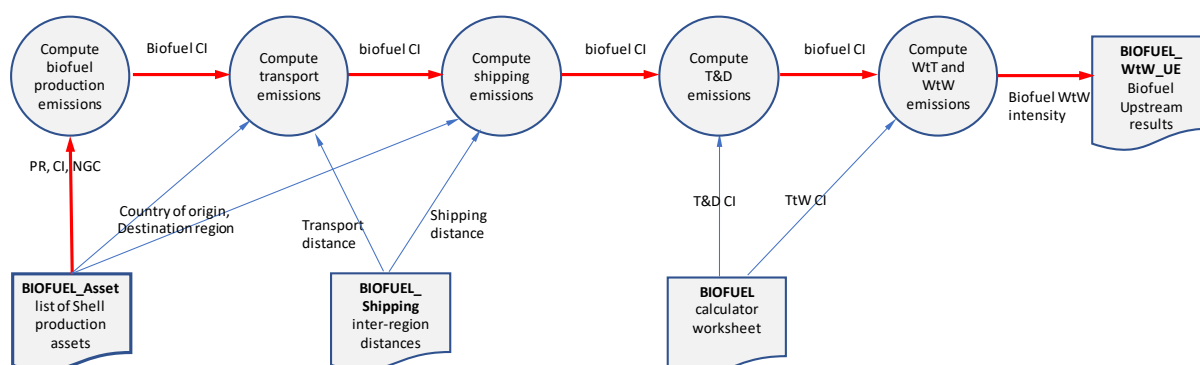 Compute
biofuel
production
emissions
Biofuel CI
Compute
transport
emissions
biofuel CI
Compute
shipping
emissions
biofuel CI
Compute
T&D
emissions
biofuel CI
Compute
WtT and
WtW
emissions
Biofuel WtW
intensity
BIOFUEL_
WtW_UE
Biofuel
Upstream
results
PR, CI, NGC
Country of origin,
Destination region
Transport
distance
Shipping
distance
T&D CI
TtW CI
BIOFUEL_Asset
list of Shell
production
assets
BIOFUEL_
Shipping
inter-region
distances
BIOFUEL
calculator
worksheet